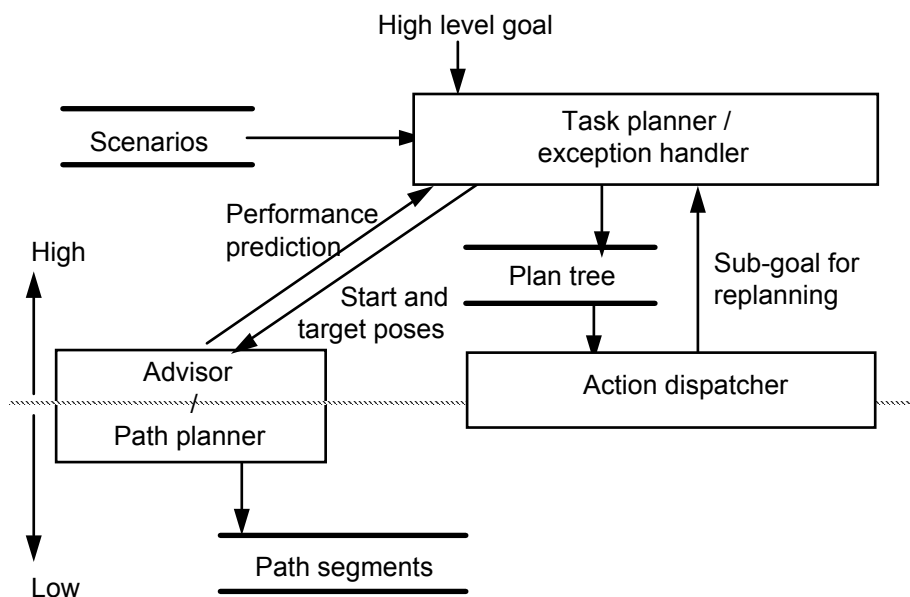 High level goal
Scenarios
Task planner /
exception handler
Performance
prediction
High
Plan tree
Sub-goal for
replanning
Start and
target poses
Advisor
/
Path planner
Action dispatcher
Path segments
Low